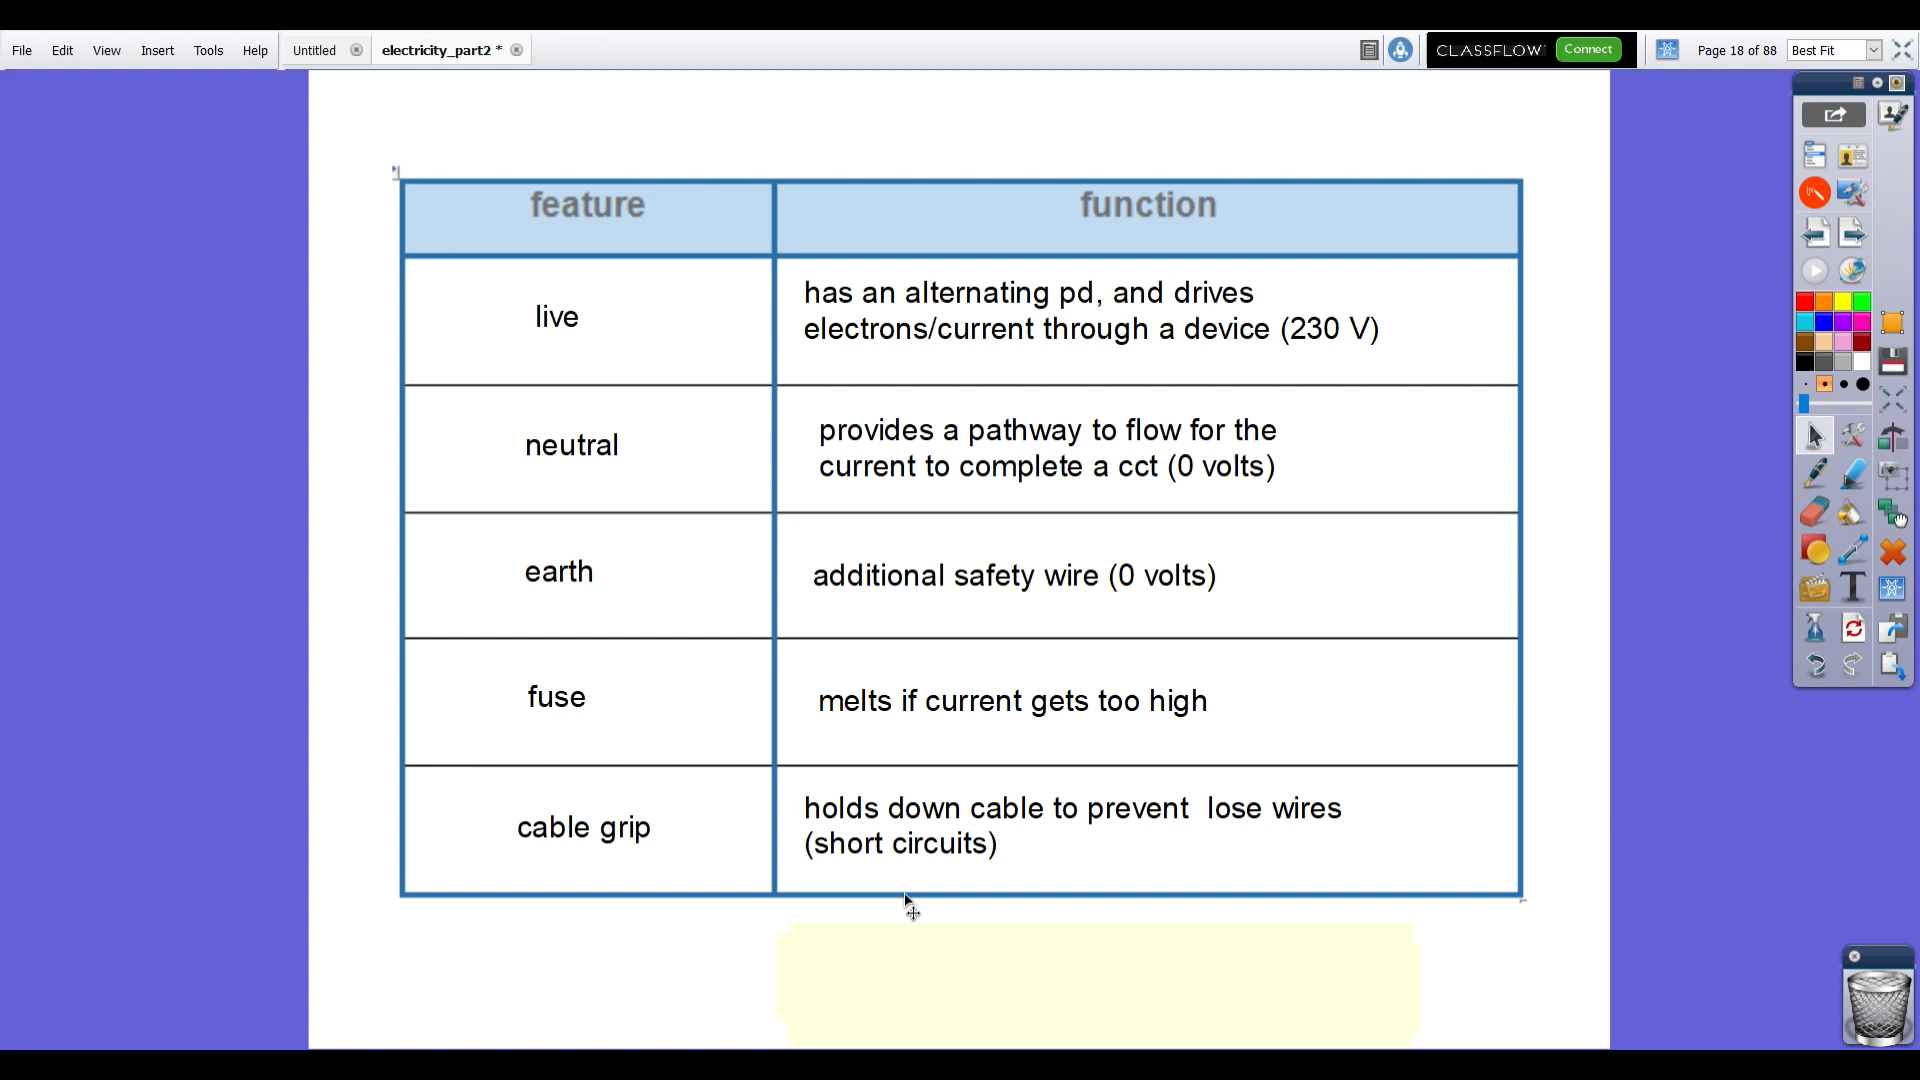 File Edit View Insert Tools Help
Untitled
electricity_part2 *
CLASSFLOW
Connect
Page 18 of 88
Best Fit
feature
function
live
has an alternating pd, and drives
electrons/current through a device (230 V)
neutral
provides a pathway to flow for the
current to complete a cct (0 volts)
earth
additional safety wire (0 volts)
fuse
melts if current gets too high
cable grip
holds down cable to prevent  lose wires
(short circuits)